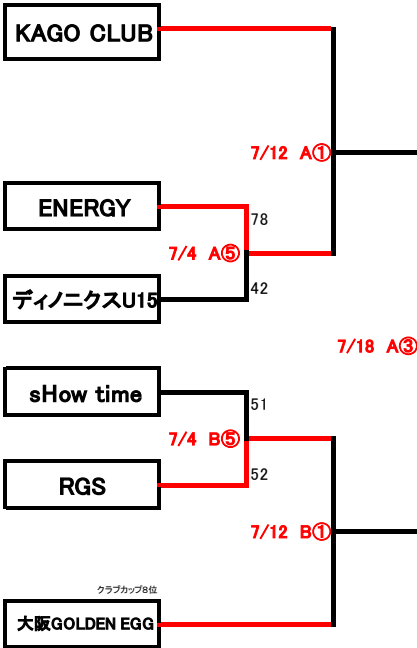 KAGO CLUB
7/12 A①
ENERGY
78
7/4 A⑤
42
ディノニクスU15
7/18 A③
sHow time
51
7/4 B⑤
52
RGS
7/12 B①
クラブカップ8位
大阪GOLDEN EGG